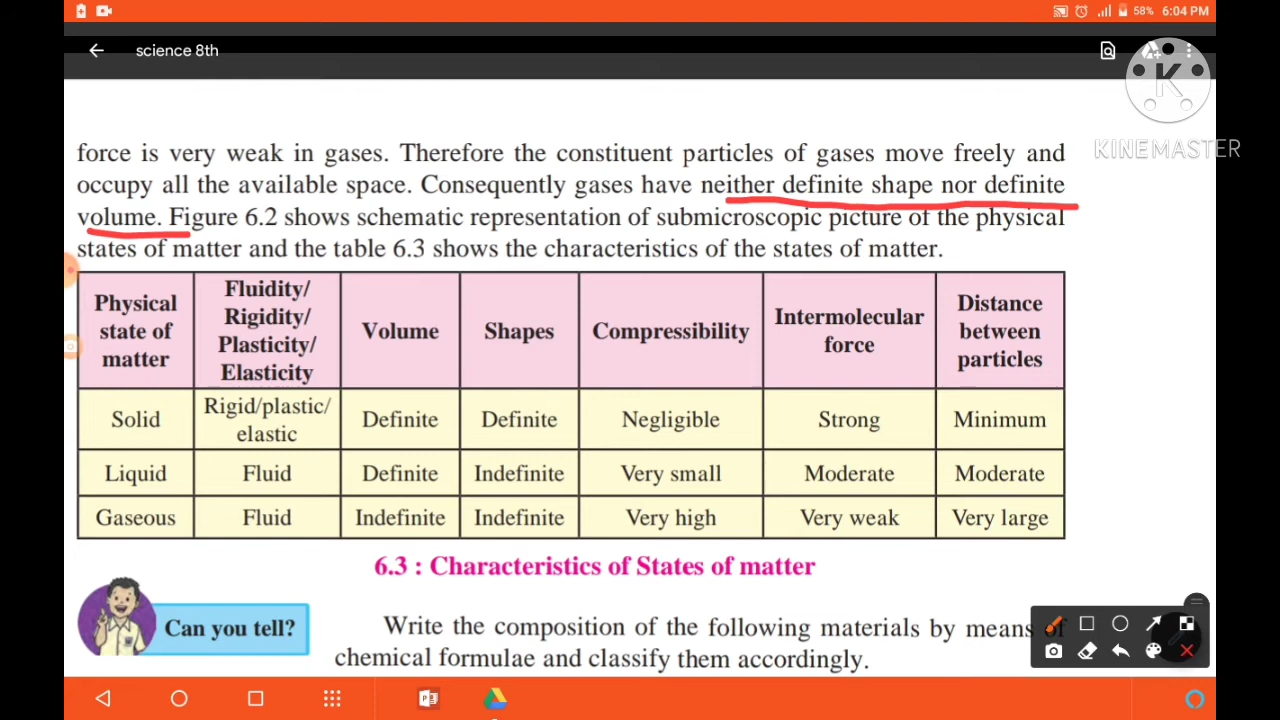 58% 6:04 PM
science 8th
K
KINEMASTER
force is very weak in gases. Therefore the constituent particles of gases move freely and
occupy all the available space. Consequently gases have neither definite shape nor definite
volume. Figure 6.2 shows schematic representation of submicroscopic picture of the physical
states of matter and the table 6.3 shows the characteristics of the states of matter.
Physical state of matter Fluidity/ Rigidity/ Plasticity/ Elasticity Volume Shapes Compressibility Intermolecular force Distance between particles
Solid Rigid/plastic/ elastic Definite Definite Negligible Strong Minimum
Liquid Fluid Definite Indefinite Very small Moderate Moderate
Gaseous Fluid Indefinite Indefinite Very high Very weak Very large
6.3 : Characteristics of States of matter
Can you tell?
Write the composition of the following materials by means of
chemical formulae and classify them accordingly.